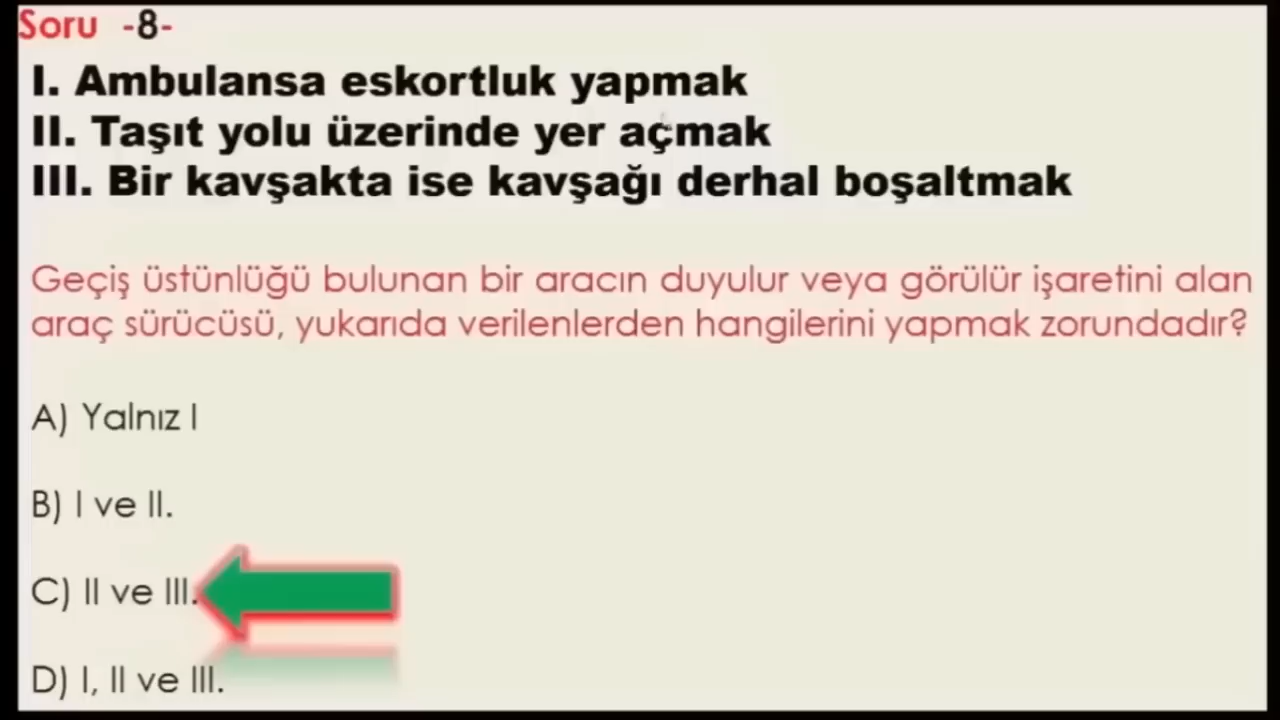 Soru -8-
I. Ambulansa eskortluk yapmak
II. Taşıt yolu üzerinde yer açmak
III. Bir kavşakta ise kavşağı derhal boşaltmak
Geçiş üstünlüğü bulunan bir aracın duyulur veya görülür işaretini alan
araç sürücüsü, yukarıda verilenlerden hangilerini yapmak zorundadır?
A) Yalnız I
B) I ve II.
C) II ve III.
D) I, II ve III.